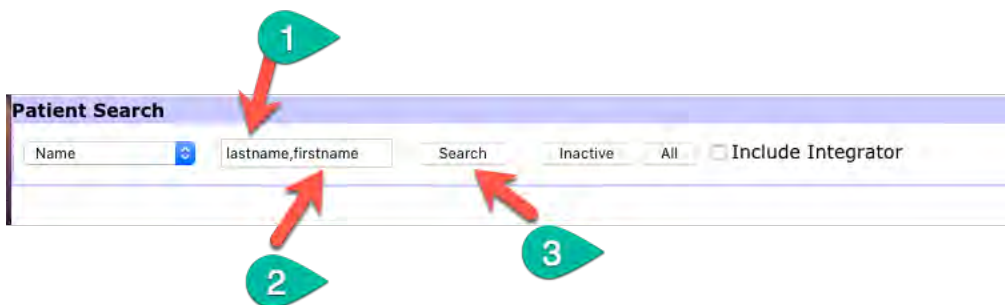 1
Patient Search
Name lastname,firstname Search Inactive All Include Integrator
2
3